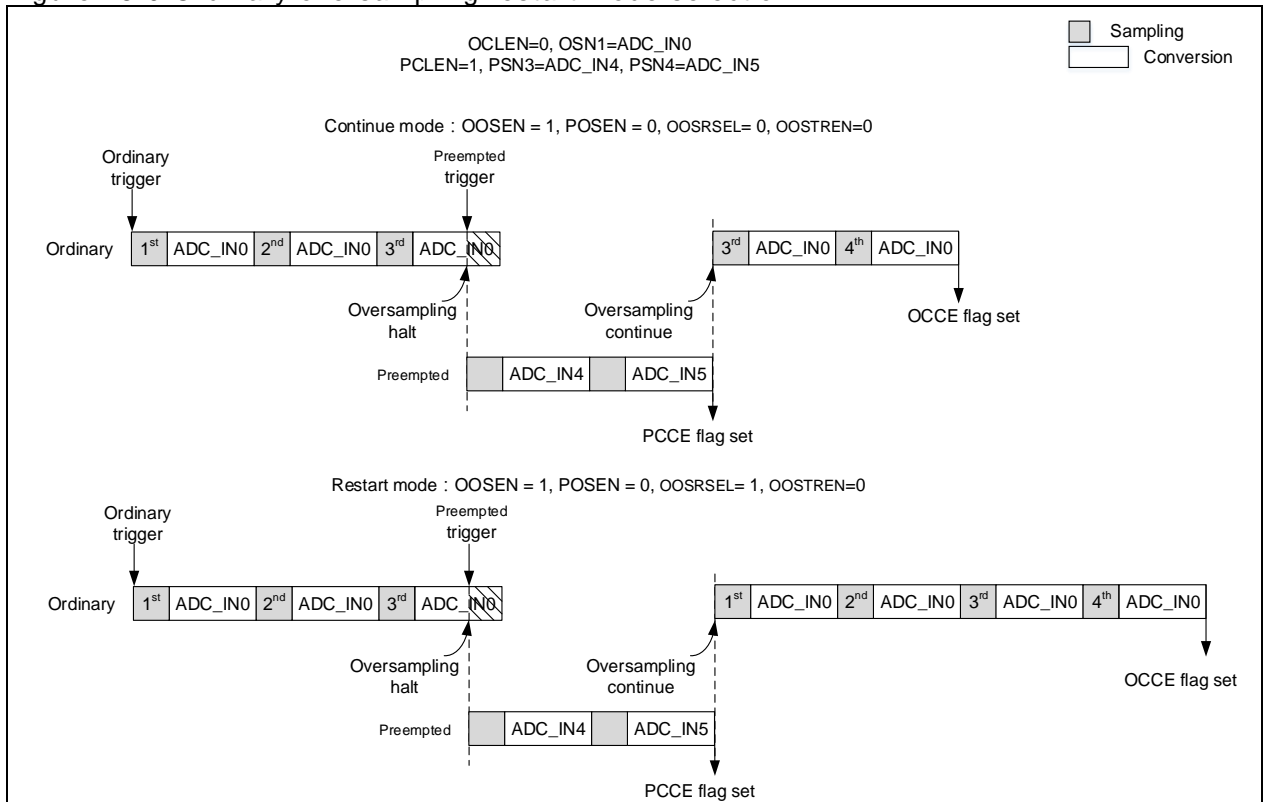 Sampling
Conversion
OCLEN=0, OSN1=ADC_IN0
PCLEN=1, PSN3=ADC_IN4, PSN4=ADC_IN5
Continue mode : OOSEN = 1, POSEN = 0, OOSRSEL= 0, OOSTREN=0
Ordinary
trigger
Preempted
trigger
Ordinary 1st ADC_IN0 2nd ADC_IN0 3rd ADC_IN0 3rd ADC_IN0 4th ADC_IN0
Oversampling
halt
Oversampling
continue
OCCE flag set
Preempted ADC_IN4 ADC_IN5
PCCE flag set
Restart mode : OOSEN = 1, POSEN = 0, OOSRSEL= 1, OOSTREN=0
Ordinary
trigger
Preempted
trigger
Ordinary 1st ADC_IN0 2nd ADC_IN0 3rd ADC_IN0 1st ADC_IN0 2nd ADC_IN0 3rd ADC_IN0 4th ADC_IN0
Oversampling
halt
Oversampling
continue
OCCE flag set
Preempted ADC_IN4 ADC_IN5
PCCE flag set